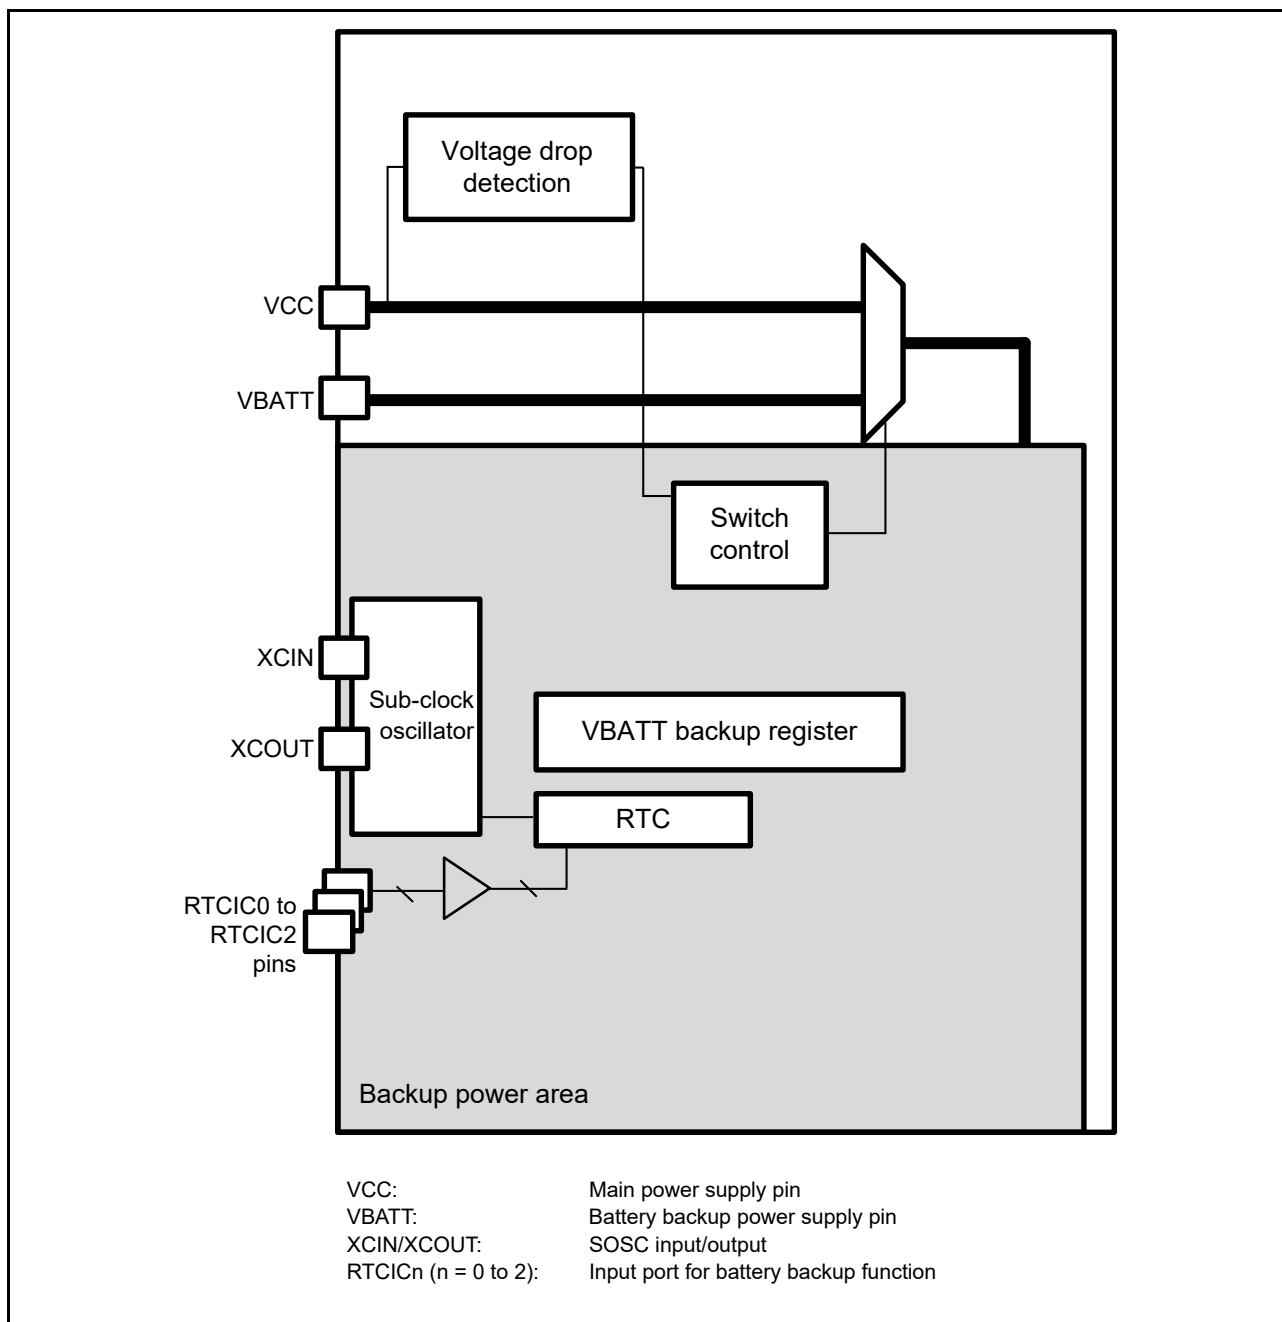 Voltage drop
detection
VCC
VBATT
Switch
control
XCIN
Sub-clock
oscillator
XCOUT
VBATT backup register
RTC
RTCIC0 to
RTCIC2
pins
Backup power area
VCC: Main power supply pin
VBATT: Battery backup power supply pin
XCIN/XCOUT: SOSC input/output
RTCICn (n = 0 to 2): Input port for battery backup function